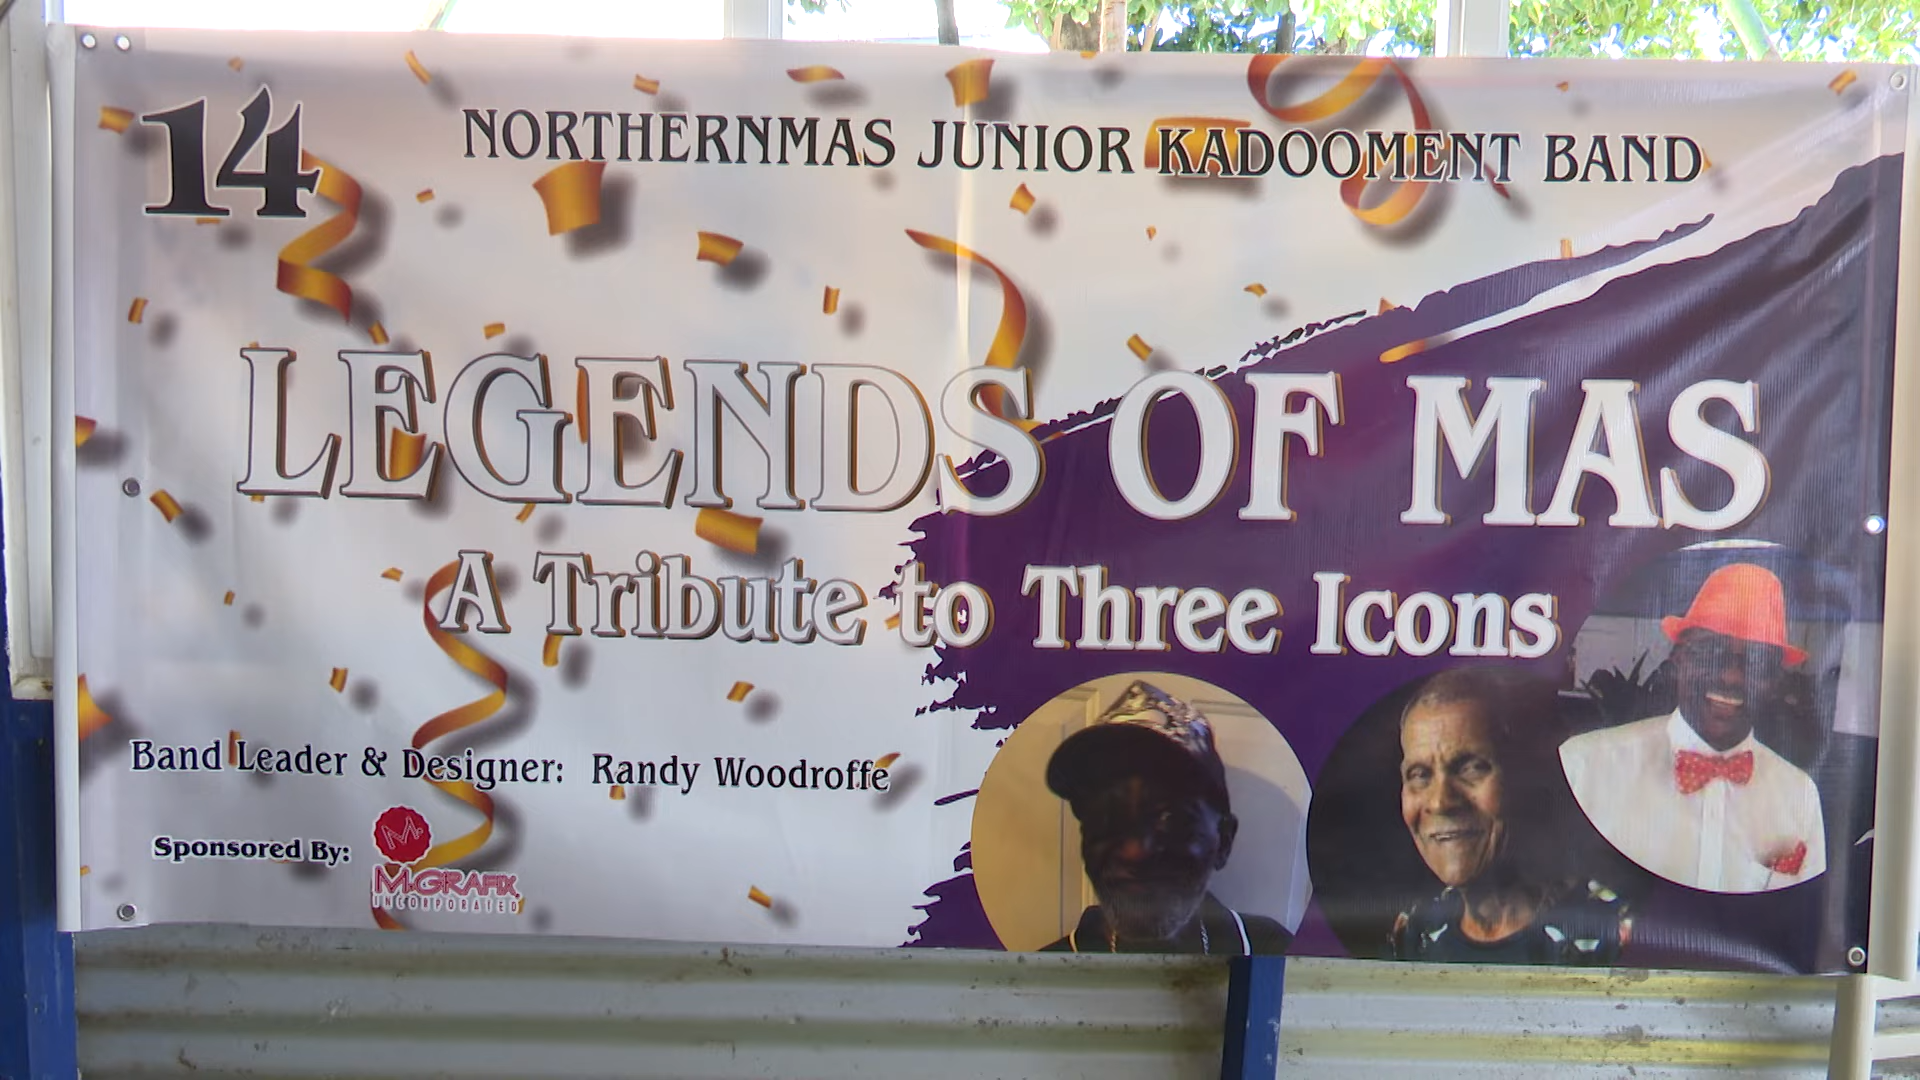 14
NORTHERNMAS JUNIOR KADOOMENT BAND
LEGENDS OF MAS
A Tribute to Three Icons
Band Leader & Designer: Randy Woodroffe
Sponsored By:
M.
M.GRAFIX
INCORPORATED